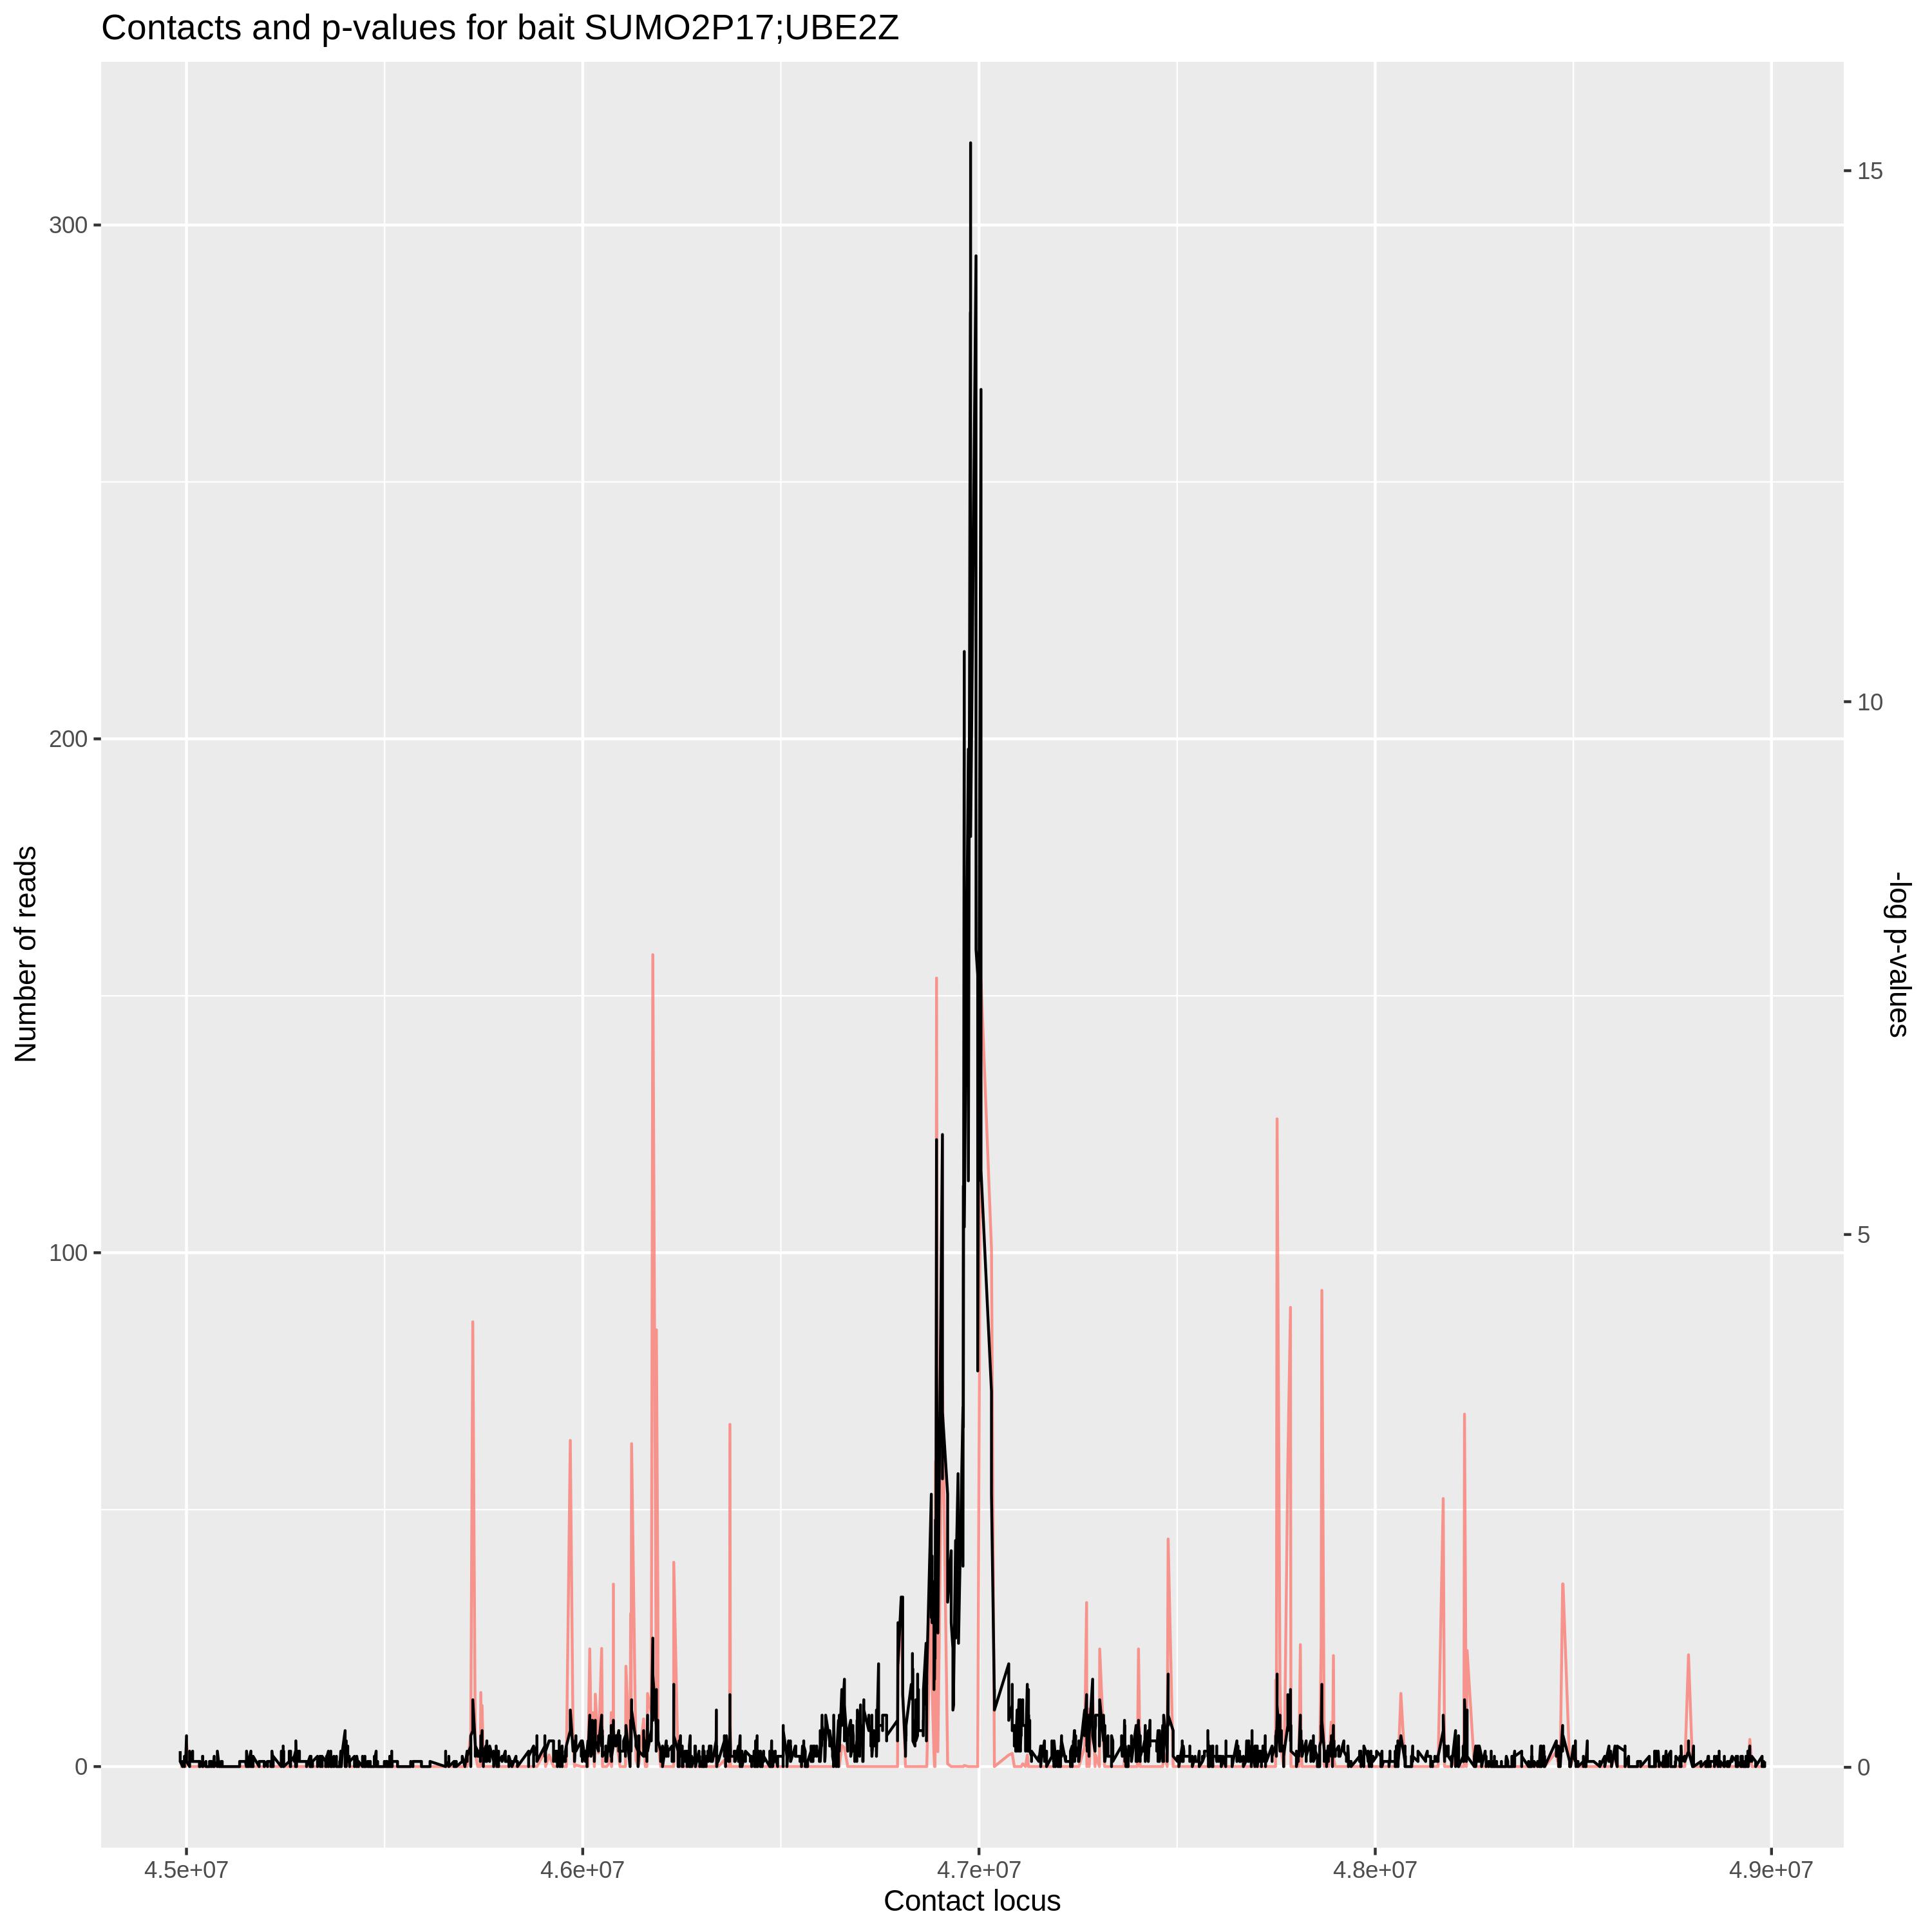 Contacts and p-values for bait SUMO2P17;UBE2Z
300
200
100
0
Number of reads
15
10
5
0
-log p-values
4.5e+07
4.6e+07
4.7e+07
4.8e+07
4.9e+07
Contact locus